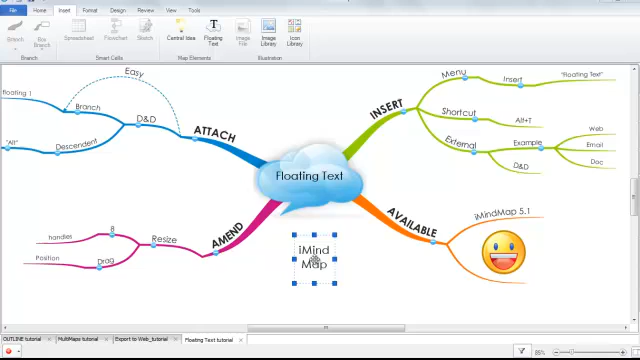 File Home Insert Format Design Review View Tools
Branch Box Branch Spreadsheet Flowchart Sketch Central Idea Floating Text Image File Image Library Icon Library
Branch Smart Cells Map Elements Illustration
Easy
floating 1
Branch
D&D
"Alt"
Descendent
ATTACH
INSERT
Menu
Insert
"Floating Text"
Shortcut
Alt+T
External
Example
Web
Email
Doc
D&D
Floating Text
AMEND
Resize
8
handles
Drag
Position
AVAILABLE
iMindMap 5.1
iMind
Map
OUTLINE tutorial MultiMaps tutorial Export to Web_tutorial Floating Text tutorial
85%